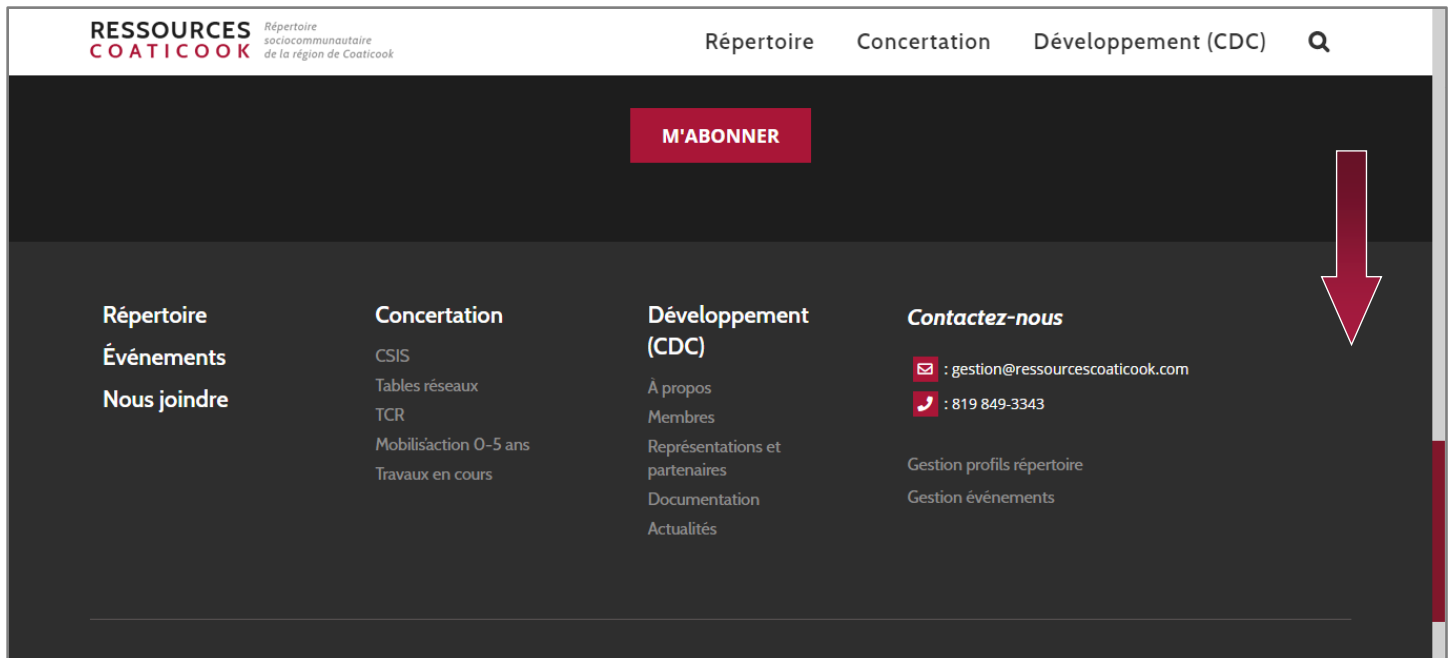 RESSOURCES
COATICOOK
Répertoire
sociocommunautaire
de la région de Coaticook
Répertoire Concertation Développement (CDC)
M'ABONNER
Répertoire
Événements
Nous joindre
Concertation
CSIS
Tables réseaux
TCR
Mobilis'action 0-5 ans
Travaux en cours
Développement
(CDC)
À propos
Membres
Représentations et
partenaires
Documentation
Actualités
Contactez-nous
: gestion@ressourcescoaticook.com
: 819 849-3343
Gestion profils répertoire
Gestion événements